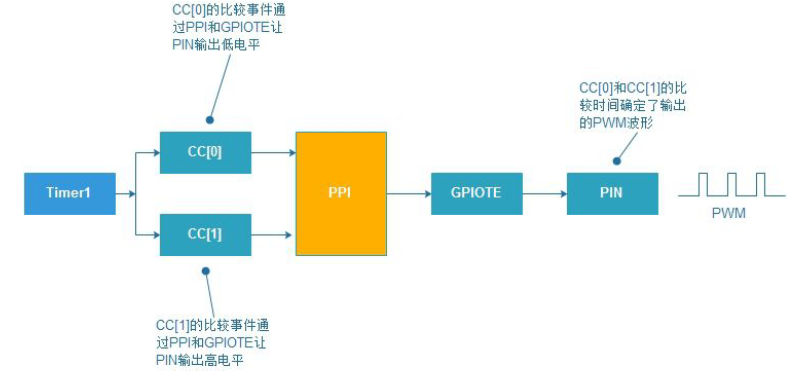 CC[0]的比较事件通
过PPI和GPIOTE让
PIN输出低电平
CC[0]和CC[1]的比
较时间确定了输出
的PWM波形
CC[0]
Timer1
PPI
GPIOTE
PIN
PWM
CC[1]
CC[1]的比较事件通
过PPI和GPIOTE让
PIN输出高电平